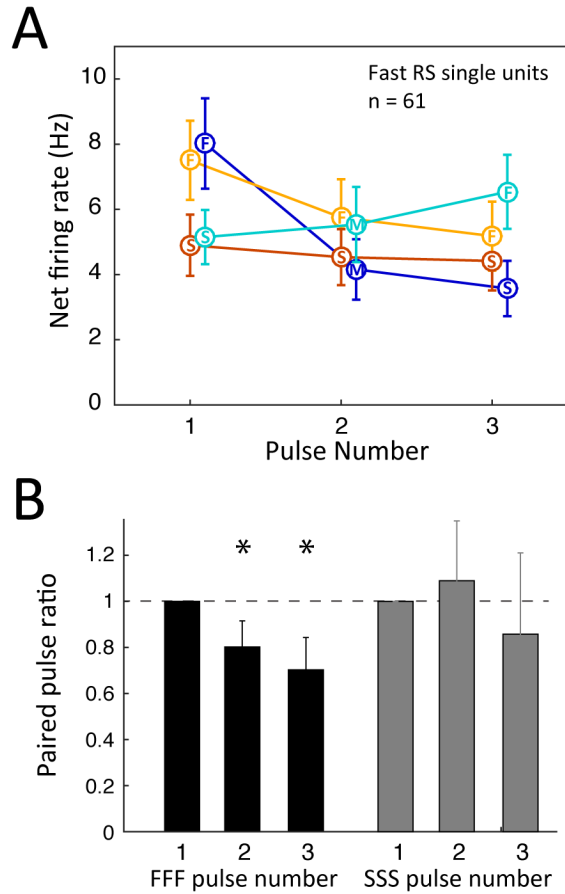 A
Fast RS single units
n = 61
Net firing rate (Hz)
10
8
6
4
2
0
F
F
S
S
F
M
S
M
F
F
S
S
1
2
3
Pulse Number
B
Paired pulse ratio
1.2
1
0.8
0.6
0.4
0.2
0
*
*
1 2 3 1 2 3
FFF pulse number SSS pulse number